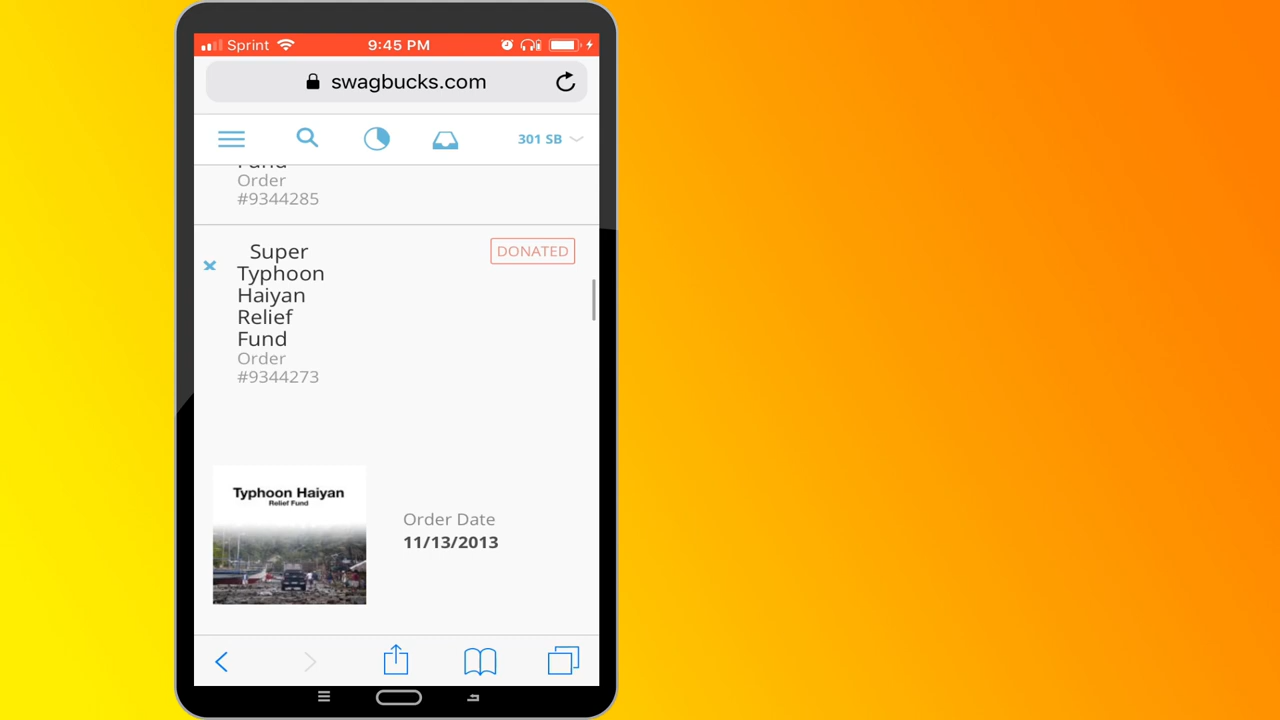 Sprint 9:45 PM
swagbucks.com
301 SB
Fund
Order
#9344285
Super
Typhoon
Haiyan
Relief
Fund
Order
#9344273
DONATED
Typhoon Haiyan
Relief Fund
Order Date
11/13/2013